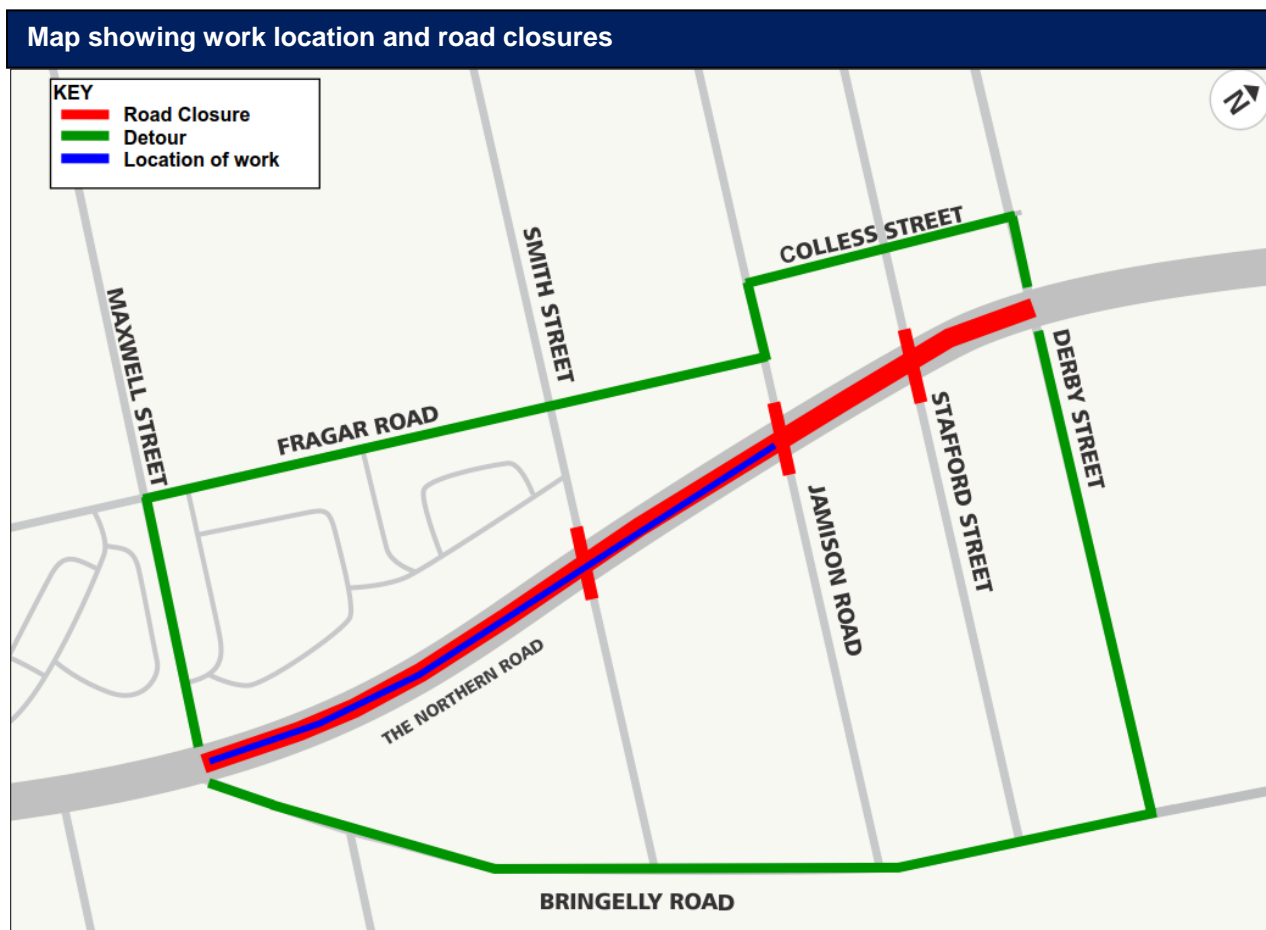 Map showing work location and road closures
KEY
Road Closure
Detour
Location of work
N
COLLESS STREET
SMITH STREET
MAXWELL STREET
DERBY STREET
FRAGAR ROAD
STAFFORD STREET
JAMISON ROAD
THE NORTHERN ROAD
BRINGELLY ROAD